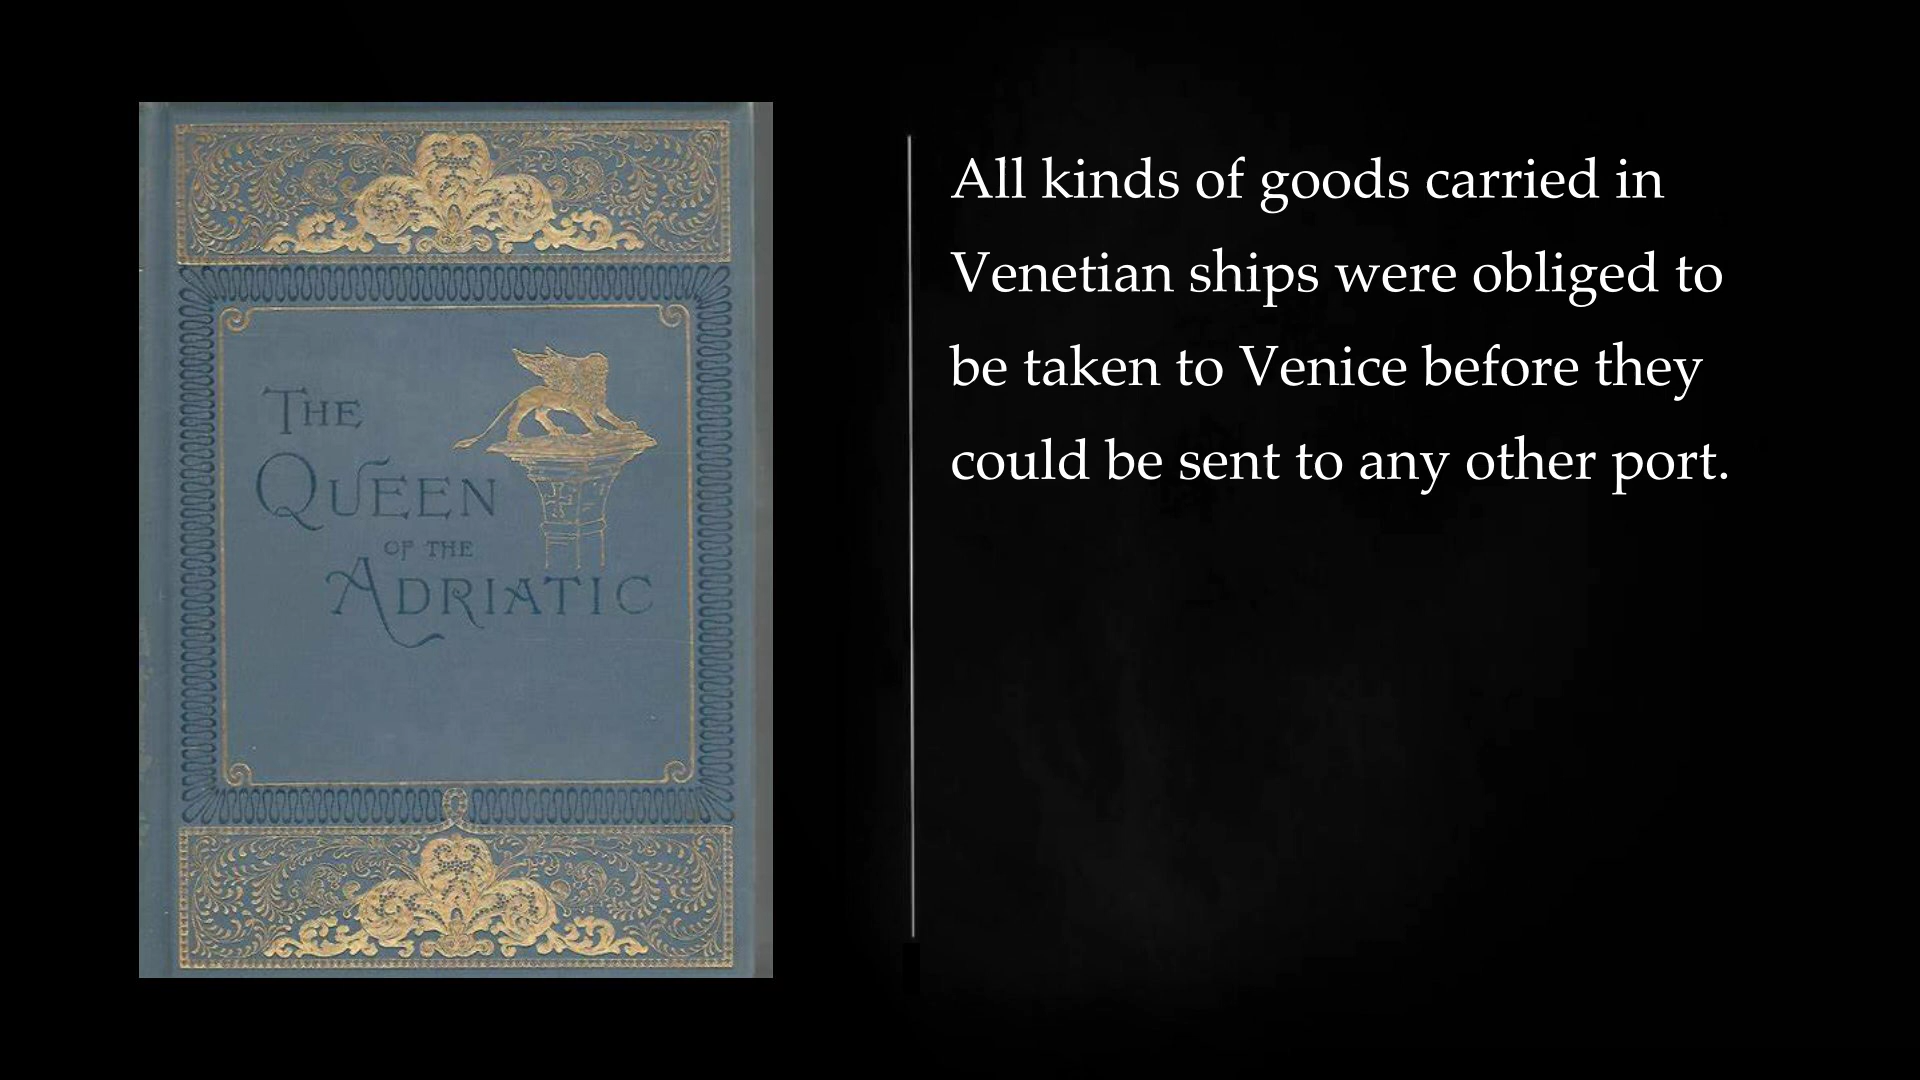 THE
QUEEN
OF THE
ADRIATIC
All kinds of goods carried in
Venetian ships were obliged to
be taken to Venice before they
could be sent to any other port.